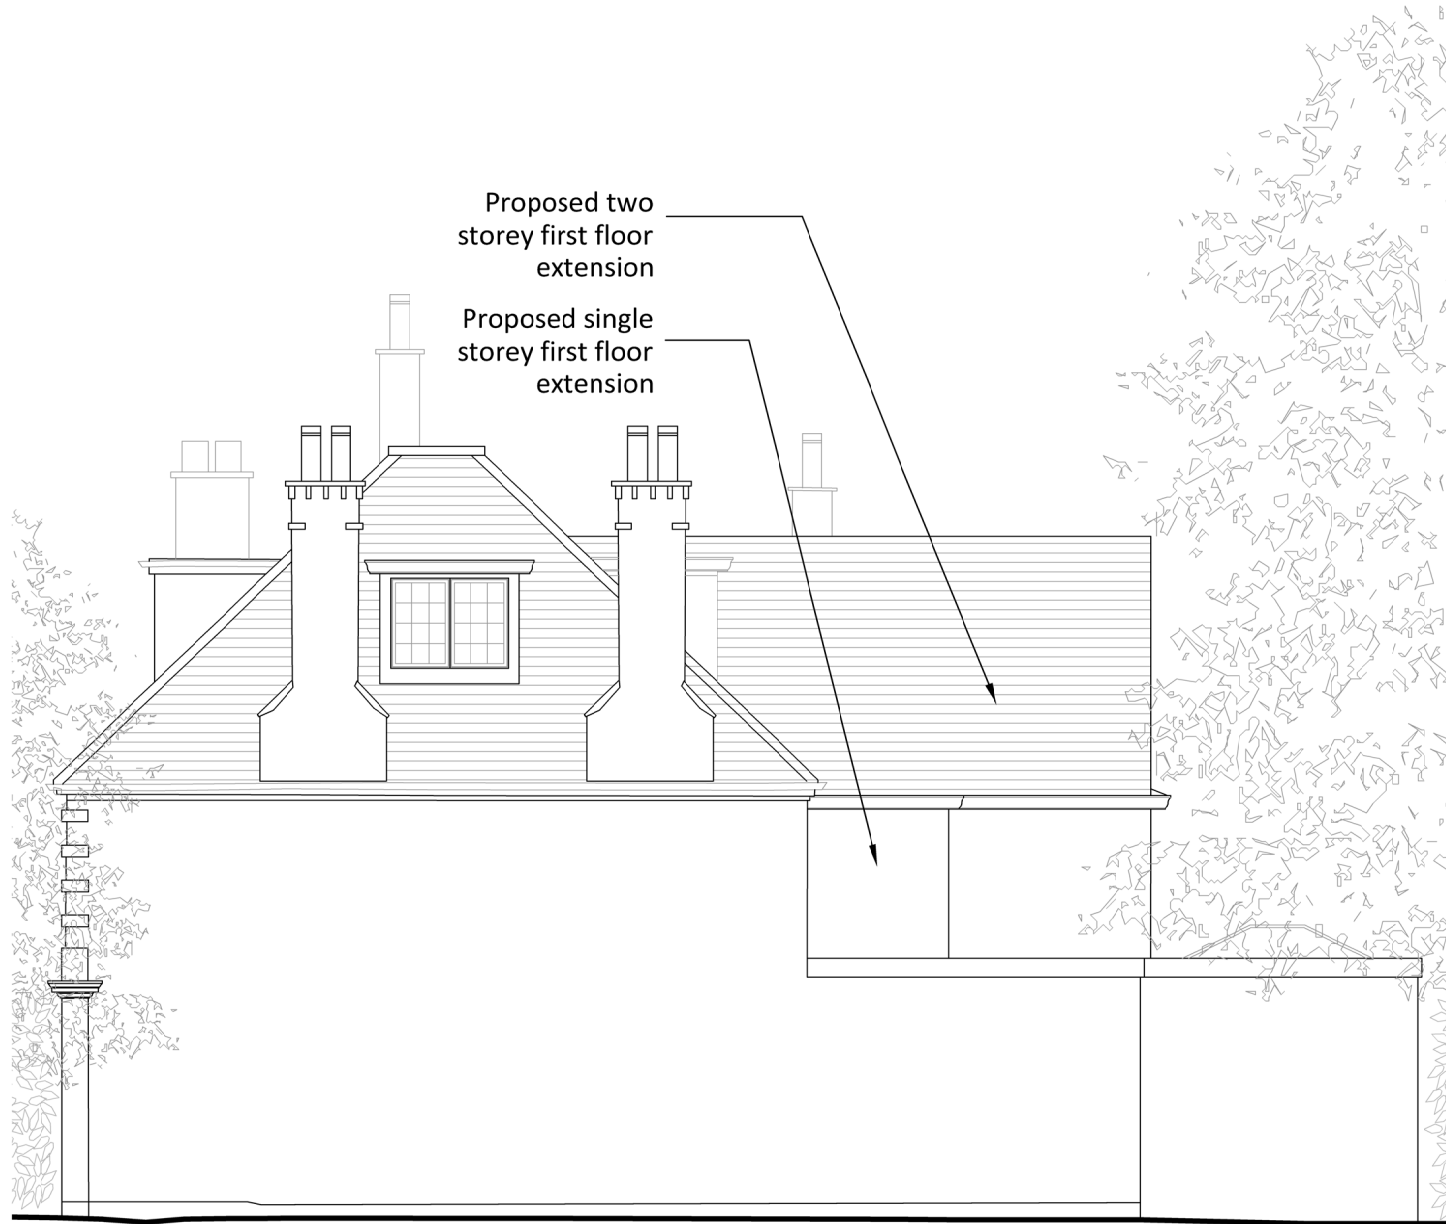 Proposed two
storey first floor
extension
Proposed single
storey first floor
extension